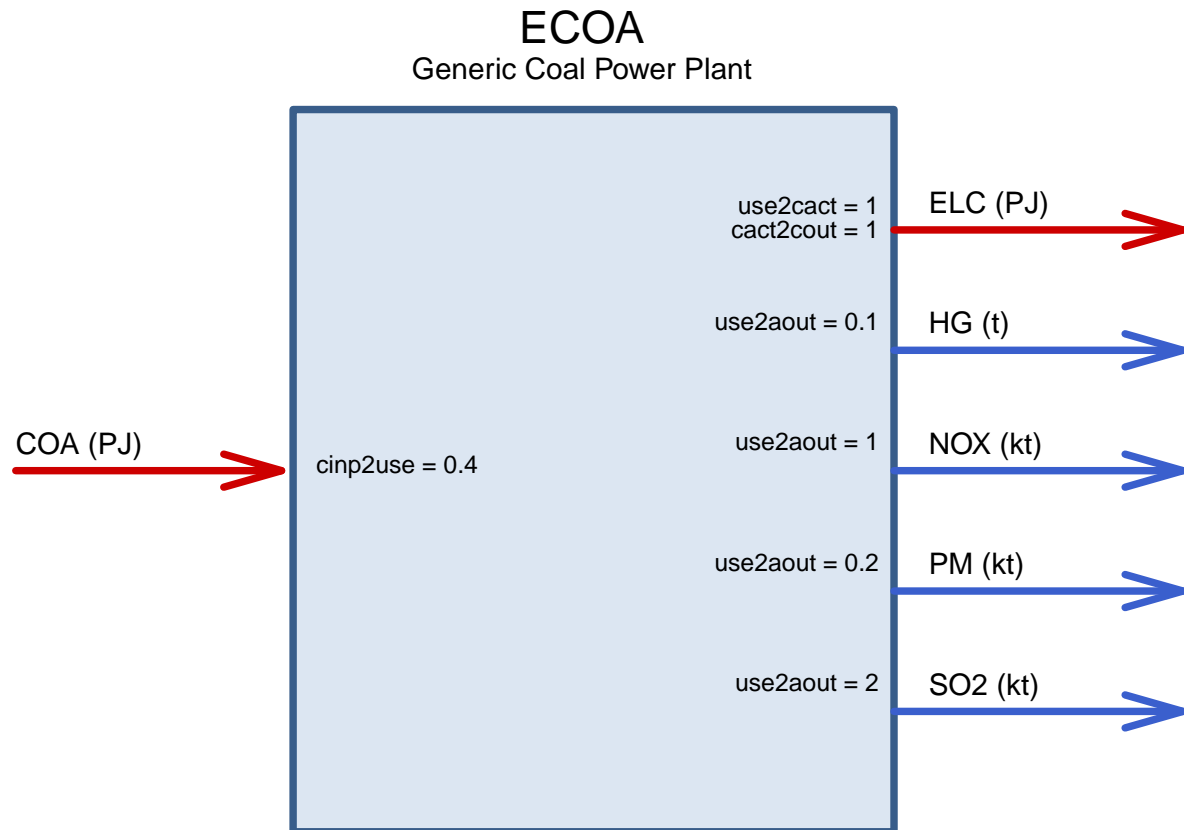 ECOA
Generic Coal Power Plant
use2cact = 1
cact2cout = 1
ELC (PJ)
use2aout = 0.1
HG (t)
COA (PJ)
cinp2use = 0.4
use2aout = 1
NOX (kt)
use2aout = 0.2
PM (kt)
use2aout = 2
SO2 (kt)